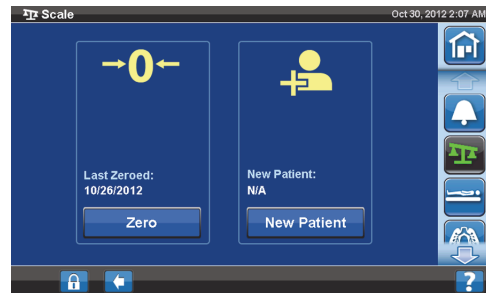 Scale
Oct 30, 2012 2:07 AM
→0←
Last Zeroed:
10/26/2012
Zero
New Patient:
N/A
New Patient
?